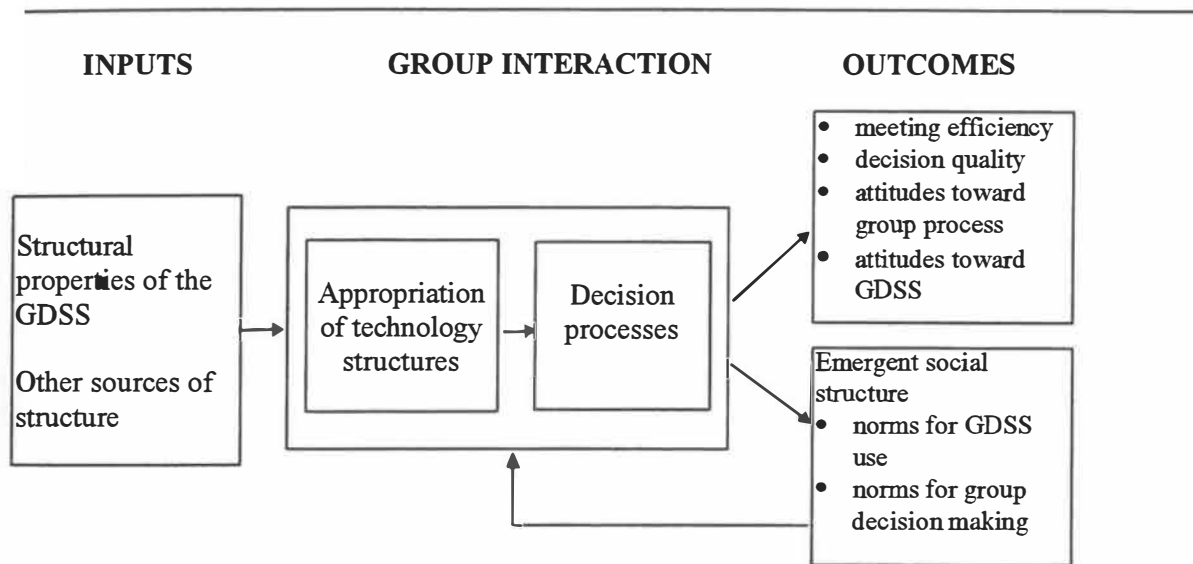 INPUTS
GROUP INTERACTION
OUTCOMES
Structural
properties of the
GDSS
Other sources of
structure
Appropriation
of technology
structures
Decision
processes
• meeting efficiency
• decision quality
• attitudes toward
group process
• attitudes toward
GDSS
Emergent social
structure
• norms for GDSS
use
• norms for group
decision making